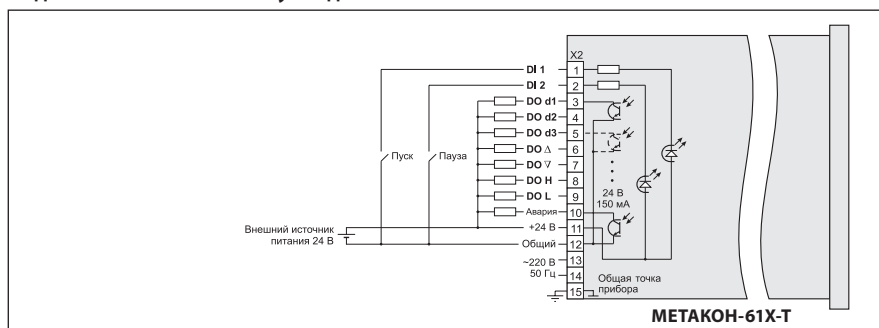 X2
DI 1 1
DI 2 2
DO d1 3
DO d2 4
DO d3 5
DO Δ 6
DO ∇ 7
DO H 8
DO L 9
Авария 10
+24 В 11
Общий 12
~220 В 13
50 Гц 14
15
Пуск
Пауза
24 В
150 мА
Внешний источник
питания 24 В
Общая точка
прибора
МЕТАКОН-61Х-Т